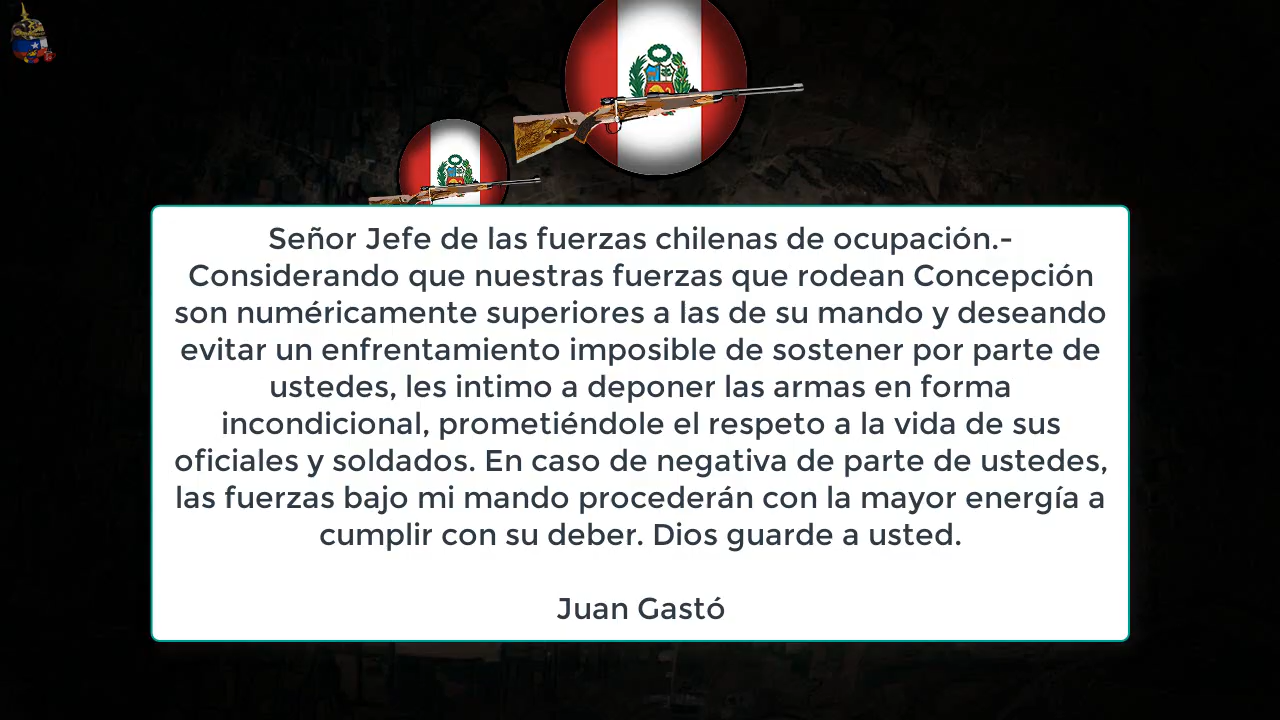 Señor Jefe de las fuerzas chilenas de ocupación.-
Considerando que nuestras fuerzas que rodean Concepción
son numéricamente superiores a las de su mando y deseando
evitar un enfrentamiento imposible de sostener por parte de
ustedes, les intimo a deponer las armas en forma
incondicional, prometiéndole el respeto a la vida de sus
oficiales y soldados. En caso de negativa de parte de ustedes,
las fuerzas bajo mi mando procederán con la mayor energía a
cumplir con su deber. Dios guarde a usted.
Juan Gastó